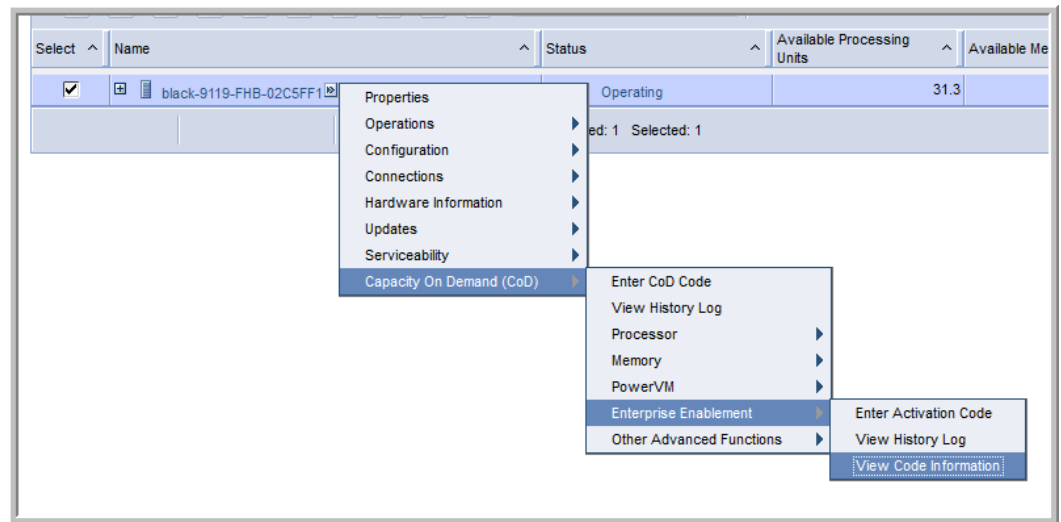 Select Name Status Available Processing Units Available Me
black-9119-FHB-02C5FF1 Operating 31.3
ed: 1 Selected: 1
Properties
Operations
Configuration
Connections
Hardware Information
Updates
Serviceability
Capacity On Demand (CoD)
Enter CoD Code
View History Log
Processor
Memory
PowerVM
Enterprise Enablement
Other Advanced Functions
Enter Activation Code
View History Log
View Code Information